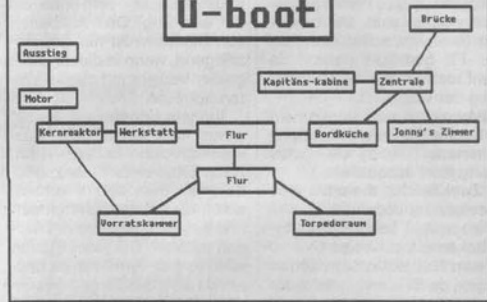 U-boot
Brücke
Ausstieg
Kapitäns-kabine
Zentrale
Motor
Kernreaktor
Werkstatt
Flur
Bordküche
Jonny's Zimmer
Flur
Vorratskammer
Torpedoraum